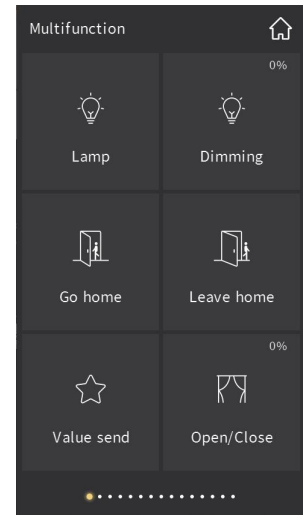 Multifunction
0%
Lamp
Dimming
Go home
Leave home
0%
Value send
Open/Close